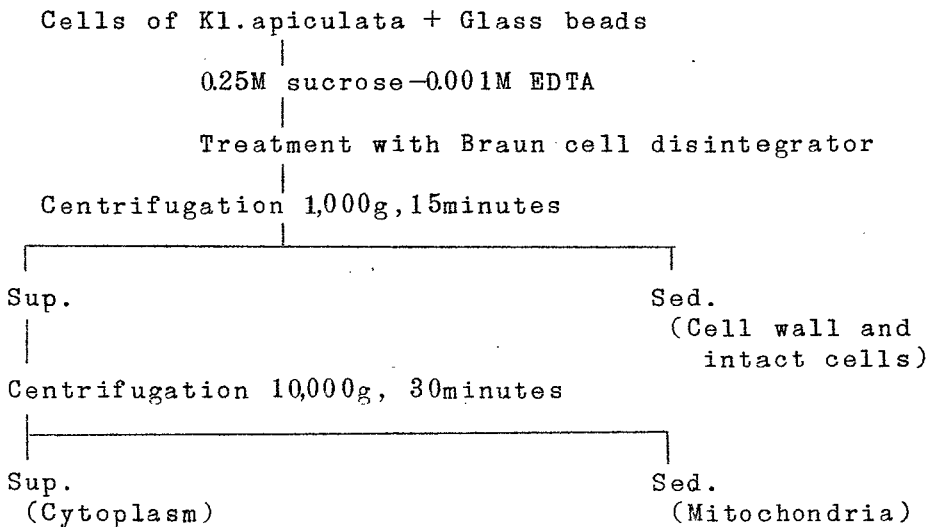 Cells of Kl.apiculata + Glass beads
0.25M sucrose-0.001M EDTA
Treatment with Braun cell disintegrator
Centrifugation 1,000g, 15minutes
Sup. Sed.
(Cell wall and
intact cells)
Centrifugation 10,000g, 30minutes
Sup. Sed.
(Cytoplasm) (Mitochondria)